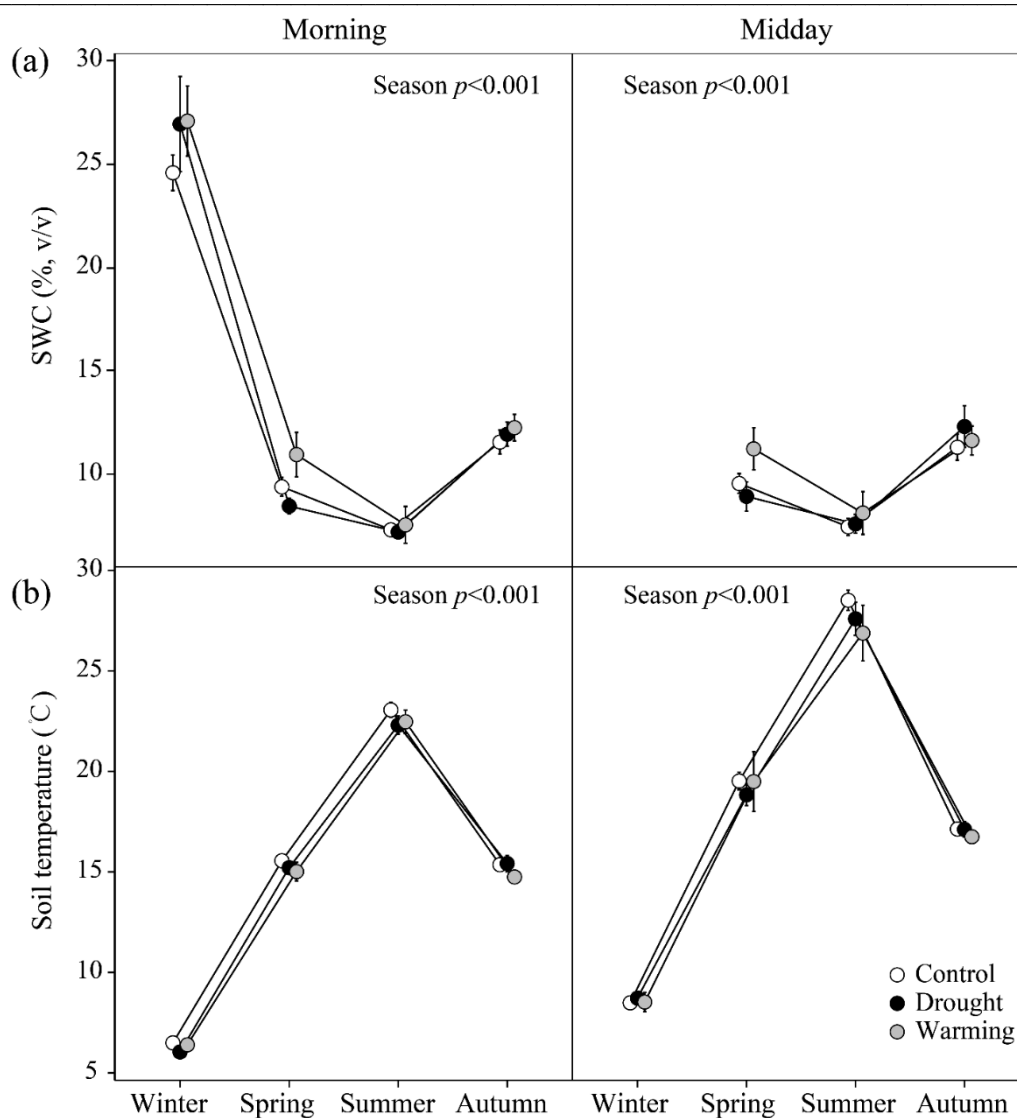 Morning
Midday
(a)
Season p<0.001
Season p<0.001
30
25
20
15
10
SWC (%, v/v)
(b)
Season p<0.001
Season p<0.001
30
25
20
15
10
5
Soil temperature (°C)
Control
Drought
Warming
Winter Spring Summer Autumn
Winter Spring Summer Autumn